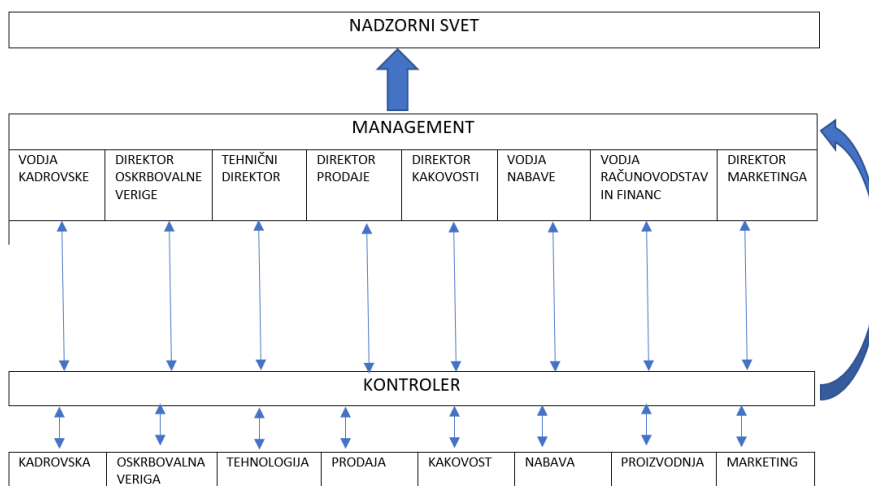 NADZORNI SVET
MANAGEMENT
VODJA
KADROVSKE
DIREKTOR
OSKRBOVALNE
VERIGE
TEHNIČNI
DIREKTOR
DIREKTOR
PRODAJE
DIREKTOR
KAKOVOSTI
VODJA
NABAVE
VODJA
RAČUNOVODSTAV
IN FINANC
DIREKTOR
MARKETINGA
KONTROLER
KADROVSKA
OSKRBOVALNA
VERIGA
TEHNOLOGIJA
PRODAJA
KAKOVOST
NABAVA
PROIZVODNJA
MARKETING